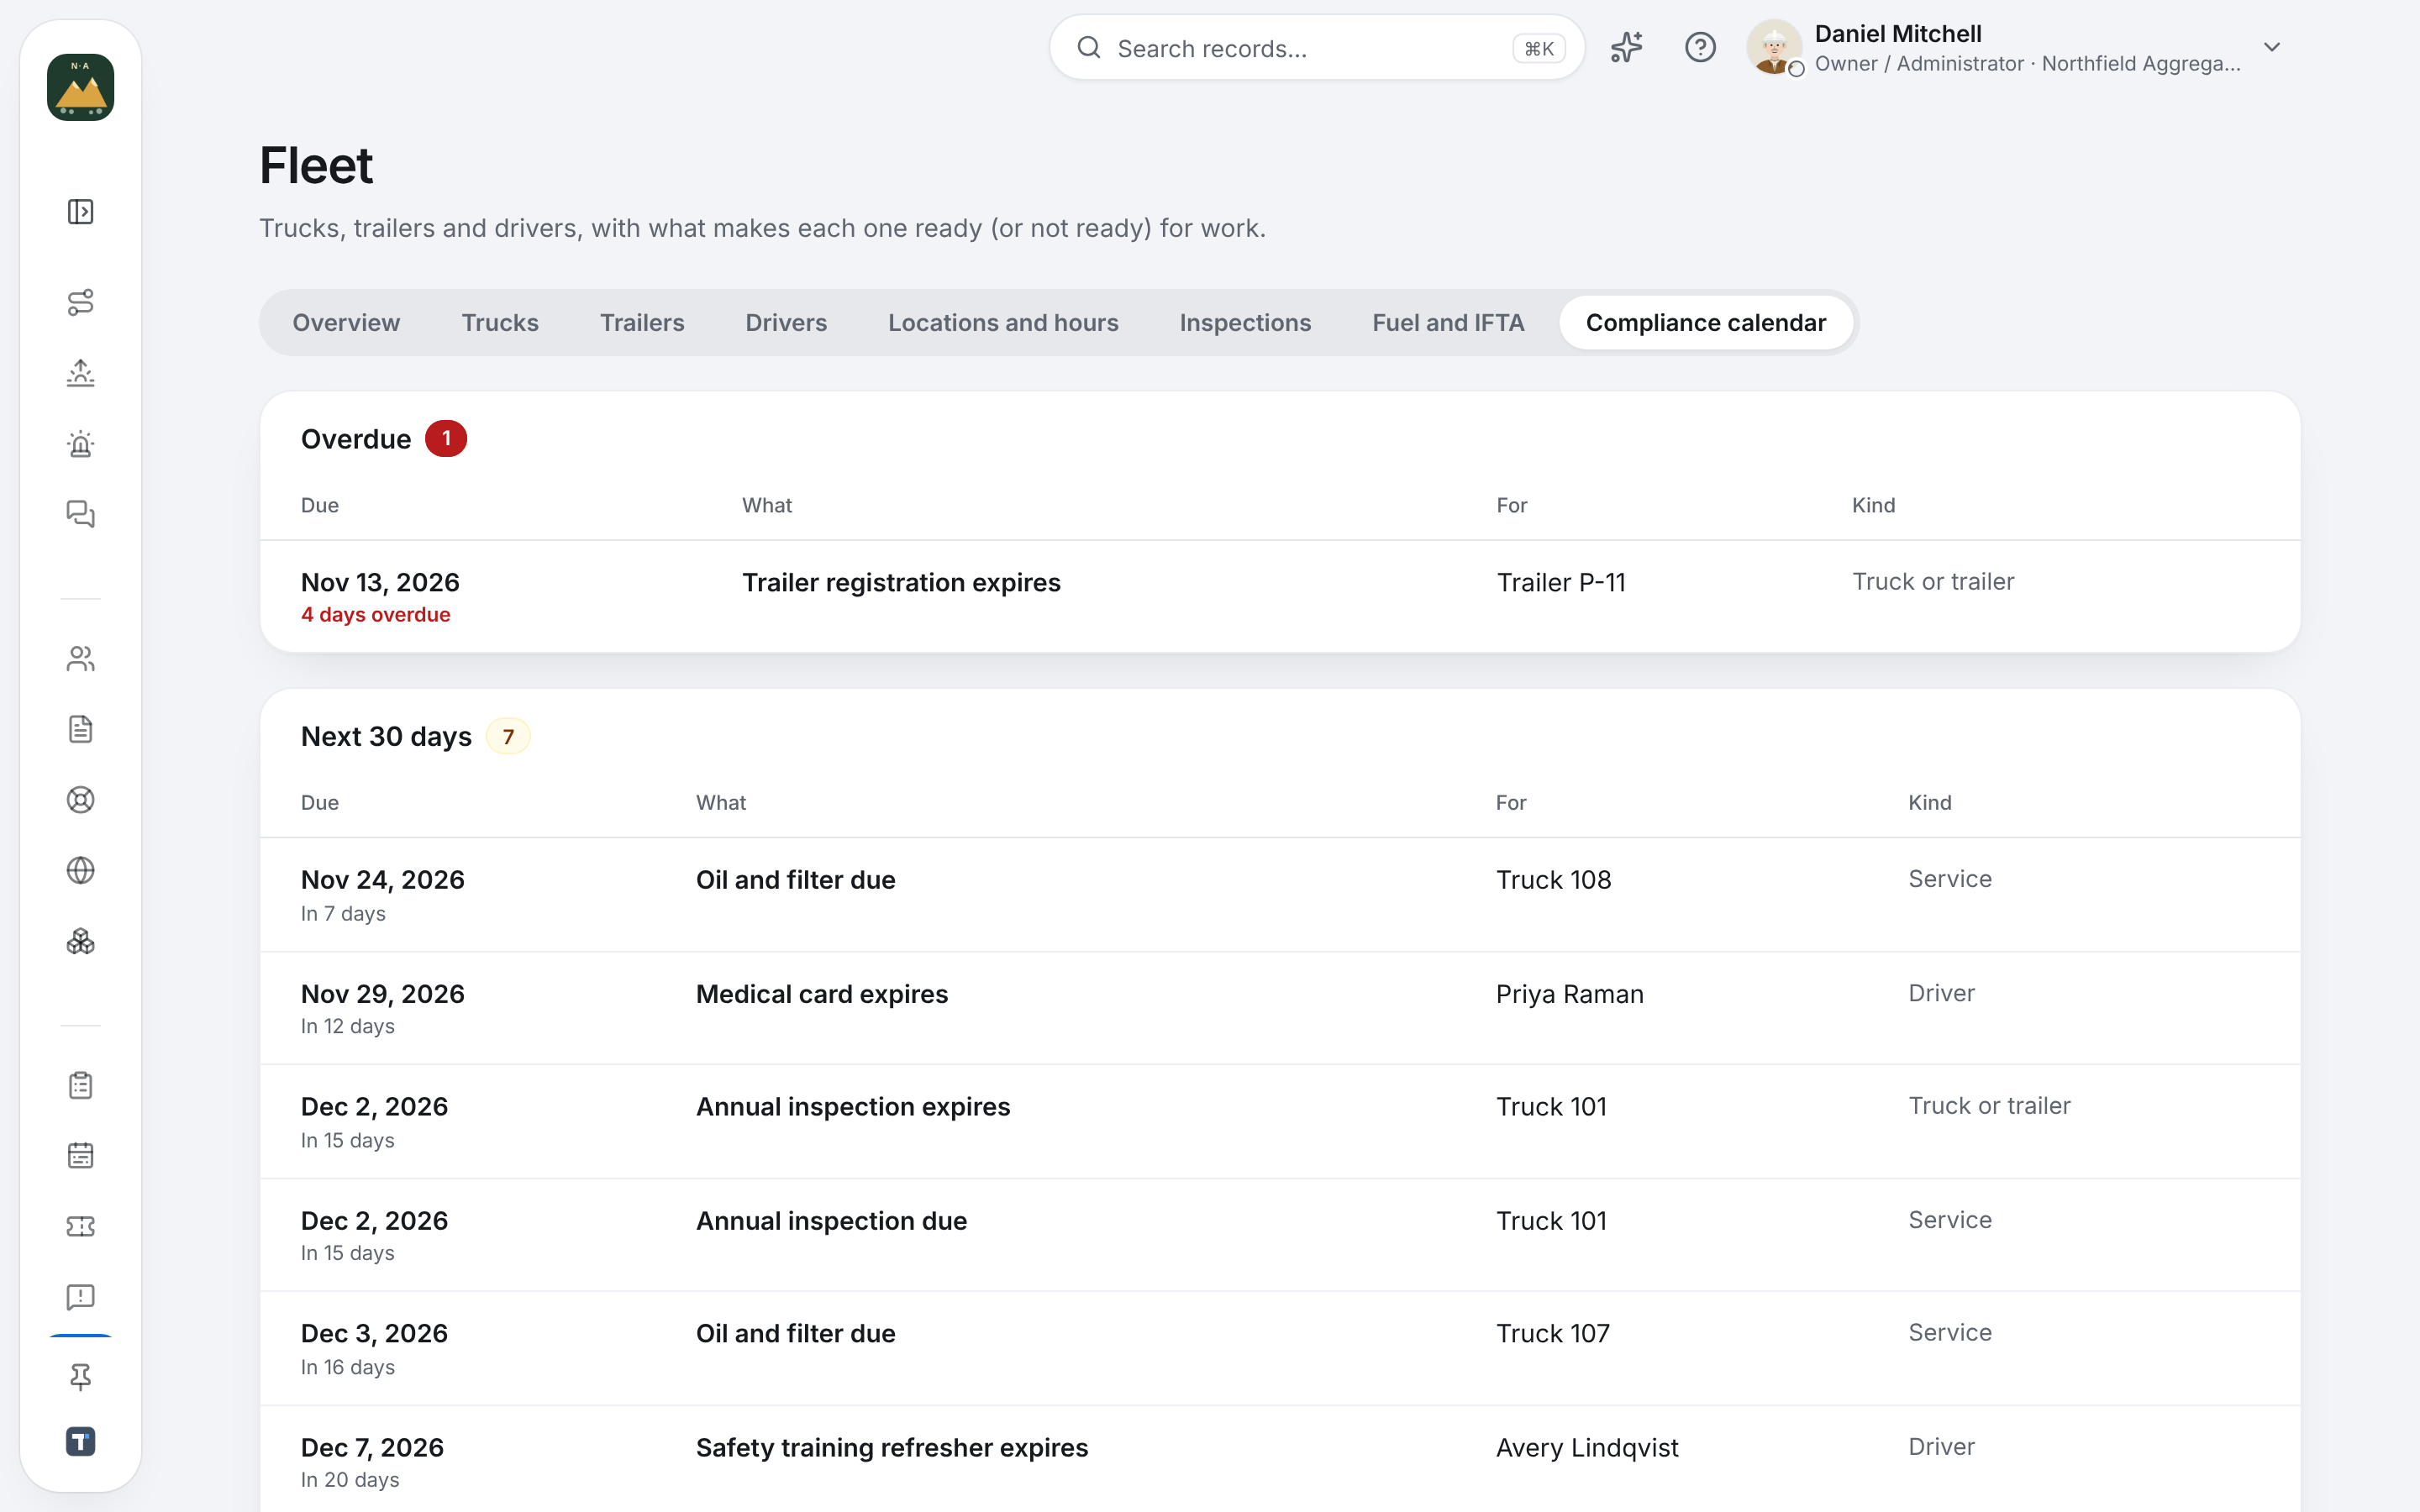 N·A
Search records...
⌘K
Daniel Mitchell
Owner / Administrator · Northfield Aggrega...
Fleet
Trucks, trailers and drivers, with what makes each one ready (or not ready) for work.
Overview Trucks Trailers Drivers Locations and hours Inspections Fuel and IFTA Compliance calendar
Overdue 1
Due What For Kind
Nov 13, 2026 Trailer registration expires Trailer P-11 Truck or trailer
4 days overdue
Next 30 days 7
Due What For Kind
Nov 24, 2026 Oil and filter due Truck 108 Service
In 7 days
Nov 29, 2026 Medical card expires Priya Raman Driver
In 12 days
Dec 2, 2026 Annual inspection expires Truck 101 Truck or trailer
In 15 days
Dec 2, 2026 Annual inspection due Truck 101 Service
In 15 days
Dec 3, 2026 Oil and filter due Truck 107 Service
In 16 days
Dec 7, 2026 Safety training refresher expires Avery Lindqvist Driver
In 20 days
T